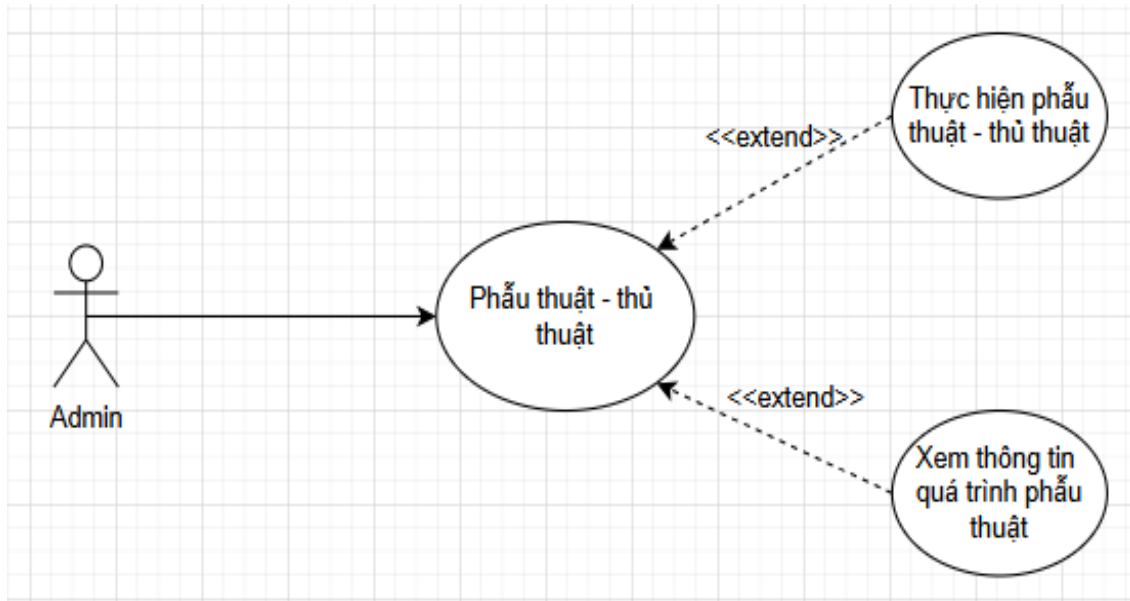 Thực hiện phẫu
thuật - thủ thuật
<<extend>>
Phẫu thuật - thủ
thuật
<<extend>>
Admin
Xem thông tin
quá trình phẫu
thuật